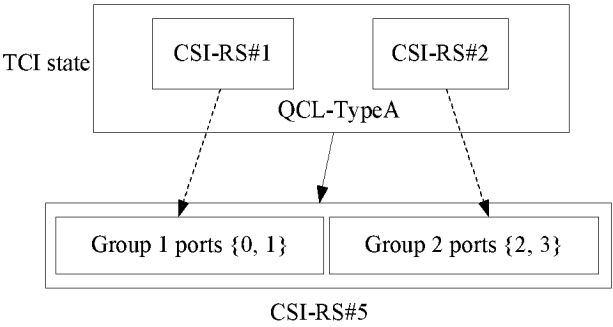 CSI-RS#1
CSI-RS#2
TCI state
QCL-TypeA
Group 1 ports {0, 1}
Group 2 ports {2, 3}
CSI-RS#5